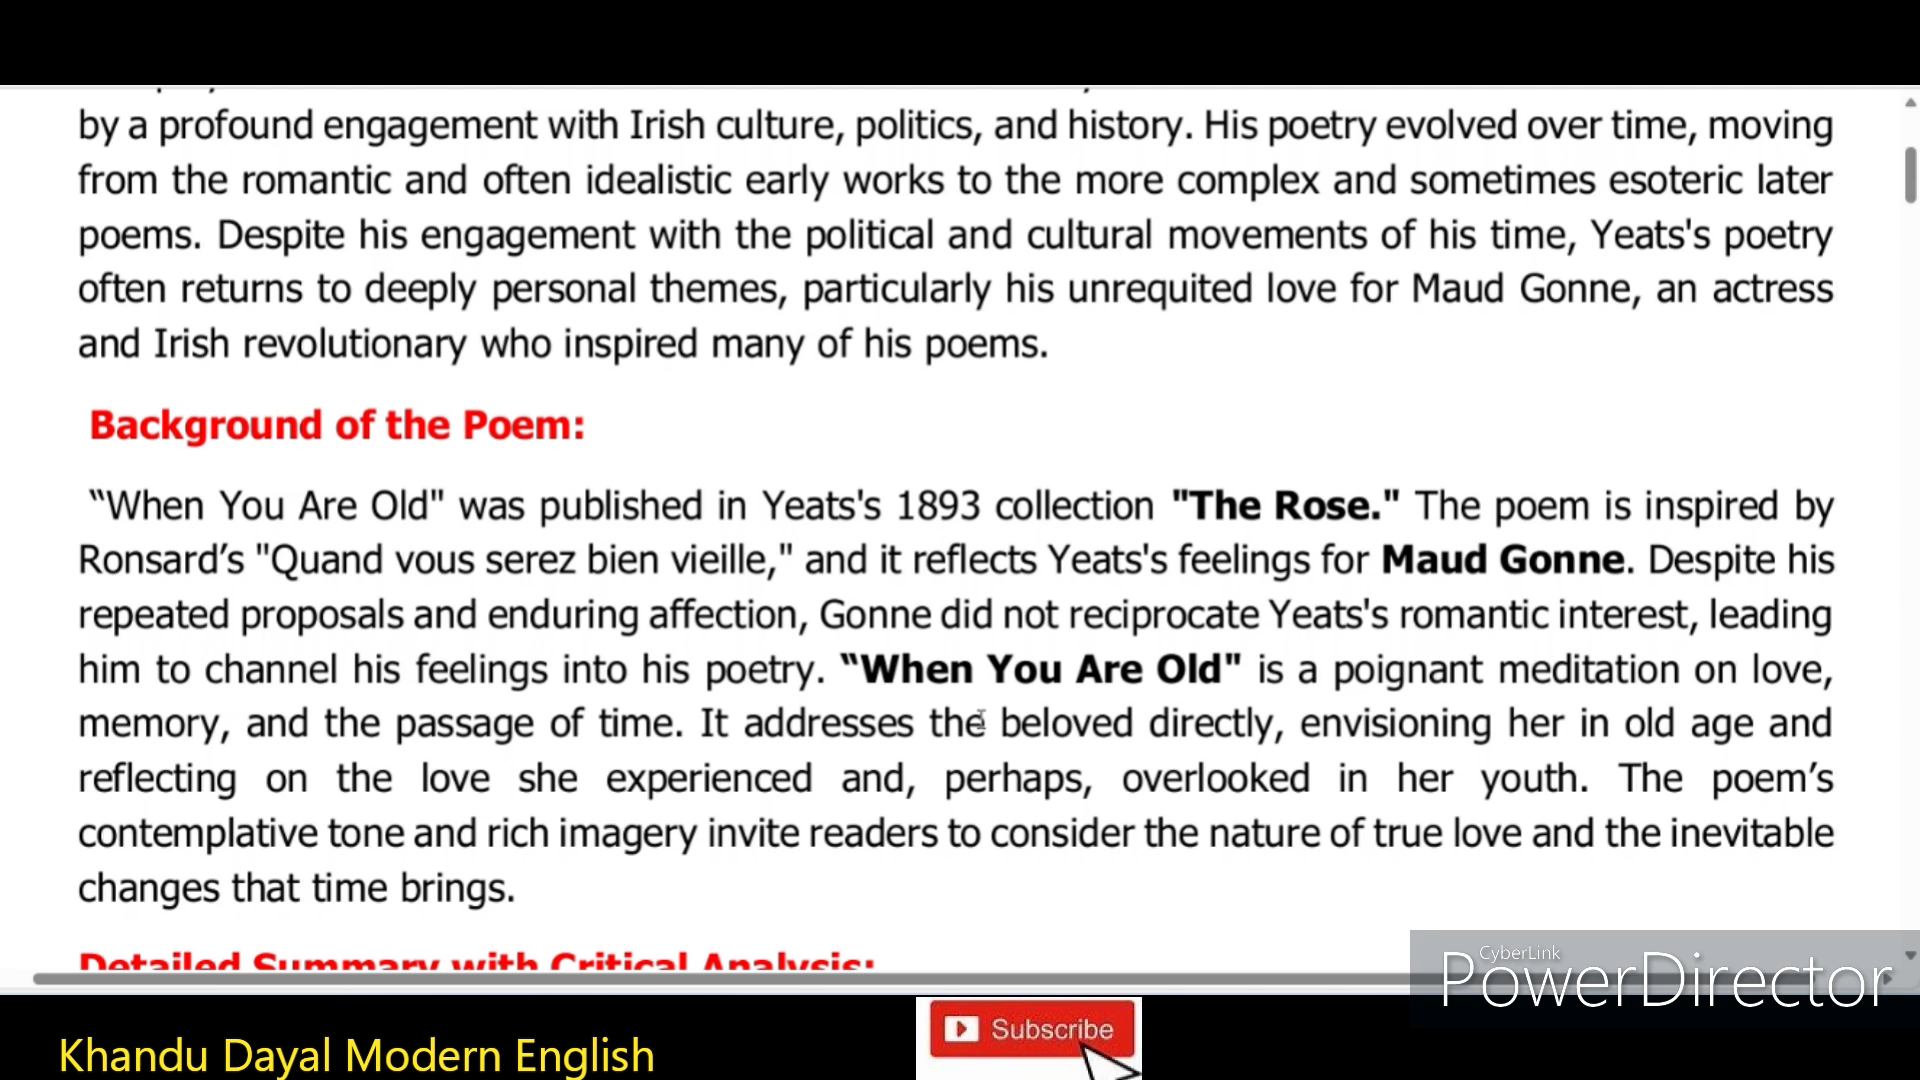 by a profound engagement with Irish culture, politics, and history. His poetry evolved over time, moving
from the romantic and often idealistic early works to the more complex and sometimes esoteric later
poems. Despite his engagement with the political and cultural movements of his time, Yeats's poetry
often returns to deeply personal themes, particularly his unrequited love for Maud Gonne, an actress
and Irish revolutionary who inspired many of his poems.
Background of the Poem:
“When You Are Old" was published in Yeats's 1893 collection "The Rose." The poem is inspired by
Ronsard’s "Quand vous serez bien vieille," and it reflects Yeats's feelings for Maud Gonne. Despite his
repeated proposals and enduring affection, Gonne did not reciprocate Yeats's romantic interest, leading
him to channel his feelings into his poetry. “When You Are Old" is a poignant meditation on love,
memory, and the passage of time. It addresses the beloved directly, envisioning her in old age and
reflecting on the love she experienced and, perhaps, overlooked in her youth. The poem’s
contemplative tone and rich imagery invite readers to consider the nature of true love and the inevitable
changes that time brings.
Detailed Summary with Critical Analysis:
CyberLink
PowerDirector
Subscribe
Khandu Dayal Modern English